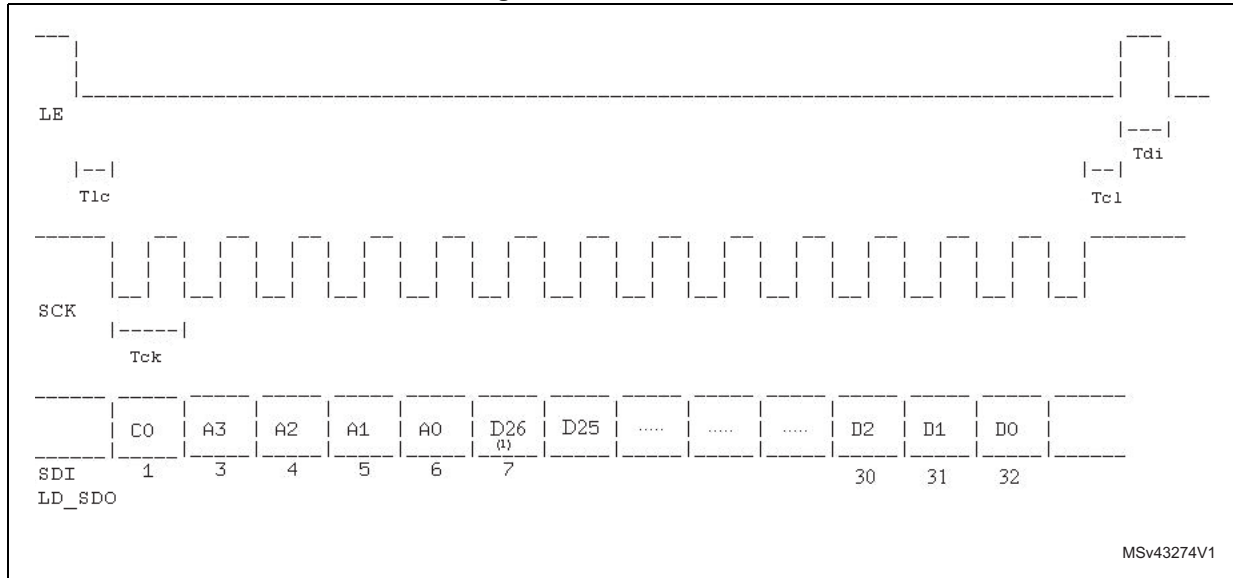 LE
Tdi
Tlc
Tcl
SCK
Tck
C0 A3 A2 A1 A0 D26 D25 ..... ..... ..... D2 D1 D0
(1)
SDI 1 3 4 5 6 7 30 31 32
LD_SDO
MSv43274V1